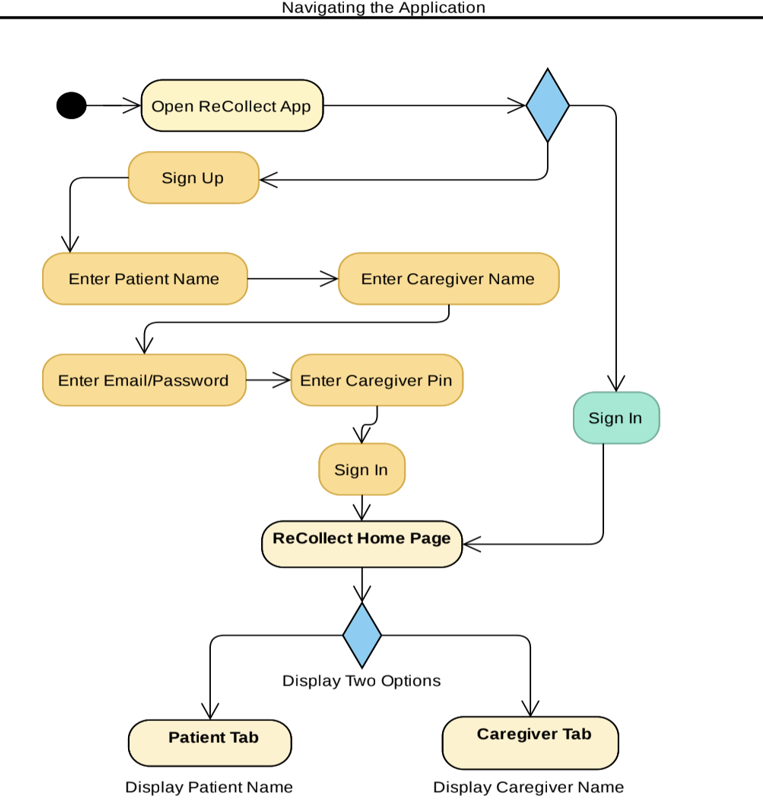 Navigating the Application
Open ReCollect App
Sign Up
Enter Patient Name
Enter Caregiver Name
Enter Email/Password
Enter Caregiver Pin
Sign In
Sign In
ReCollect Home Page
Display Two Options
Patient Tab
Caregiver Tab
Display Patient Name
Display Caregiver Name